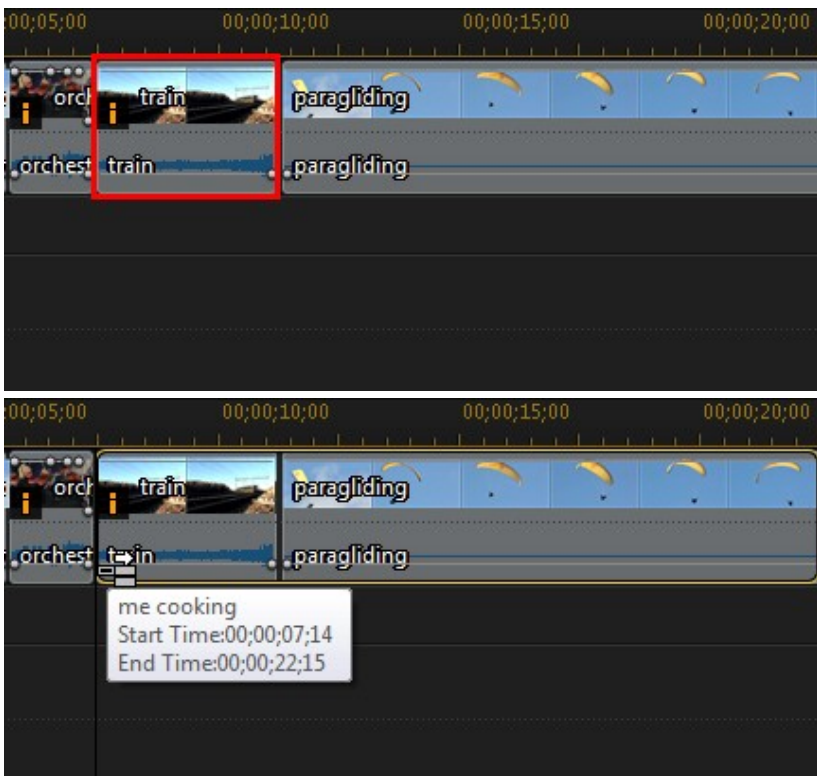 :00;05;00 00;00;10;00 00;00;15;00 00;00;20;00
i orch i train paragliding
orchest train paragliding
:00;05;00 00;00;10;00 00;00;15;00 00;00;20;00
i orch i train paragliding
orchest train paragliding
me cooking
Start Time:00;00;07;14
End Time:00;00;22;15